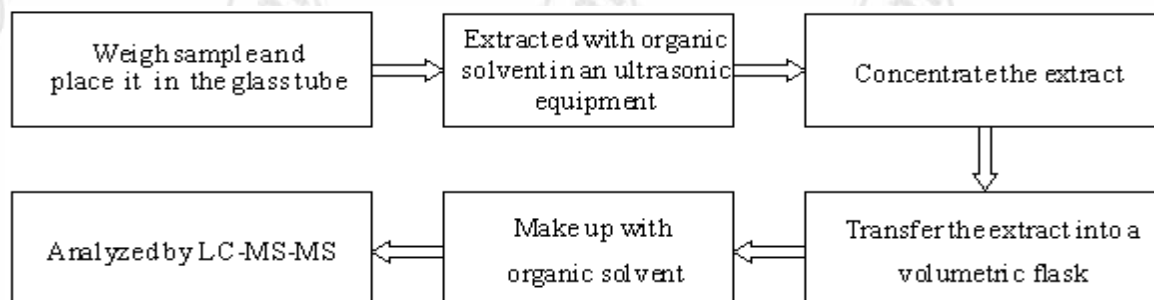 Weigh sample and
place it in the glass tube
Extracted with organic
solvent in an ultrasonic
equipment
Concentrate the extract
Transfer the extract into a
volumetric flask
Make up with
organic solvent
Analyzed by LC-MS-MS